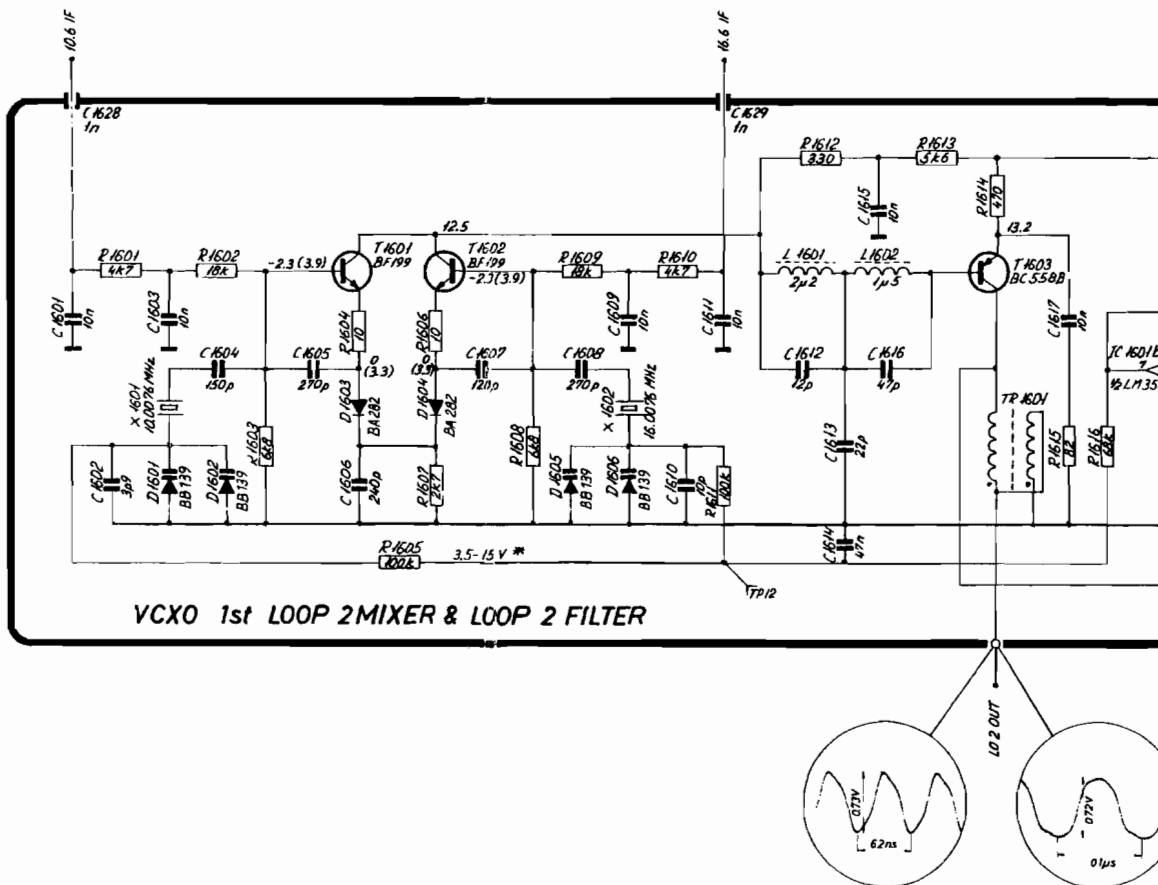 10.6 IF
16.6 IF
C1628
1n
C1629
1n
R1612
330
R1613
5k6
C1615
10n
R1614
470
12.5
13.2
R1601
4k7
R1602
18k
-2.3(3.9)
T1601
BF199
T1602
BF199
-2.3(3.9)
R1609
18k
R1610
4k7
L1601
2µ2
L1602
1µ5
T1603
BC558B
C1601
10n
C1603
10n
R1604
10
R1606
10
C1609
10n
C1611
10n
C1617
10n
C1604
150p
C1605
270p
0
(3.3)
0
(3.3)
C1607
120p
C1608
270p
C1612
12p
C1616
47p
IC1601b
7
½LM35
X1601
10.0076 MHz
D1603
BA282
D1604
BA282
X1602
16.0076 MHz
TR1601
C1602
3p9
D1601
BB139
D1602
BB139
R1603
6k8
C1606
240p
R1607
2k7
R1608
6k8
D1605
BB139
D1606
BB139
C1610
10p
R1611
100k
C1613
22p
R1615
82
R1616
68k
C1614
47n
R1605
100k
3.5-15 V *
TP12
VCXO 1st LOOP 2 MIXER & LOOP 2 FILTER
LO2 OUT
0.73V
62ns
0.72V
0.1µs